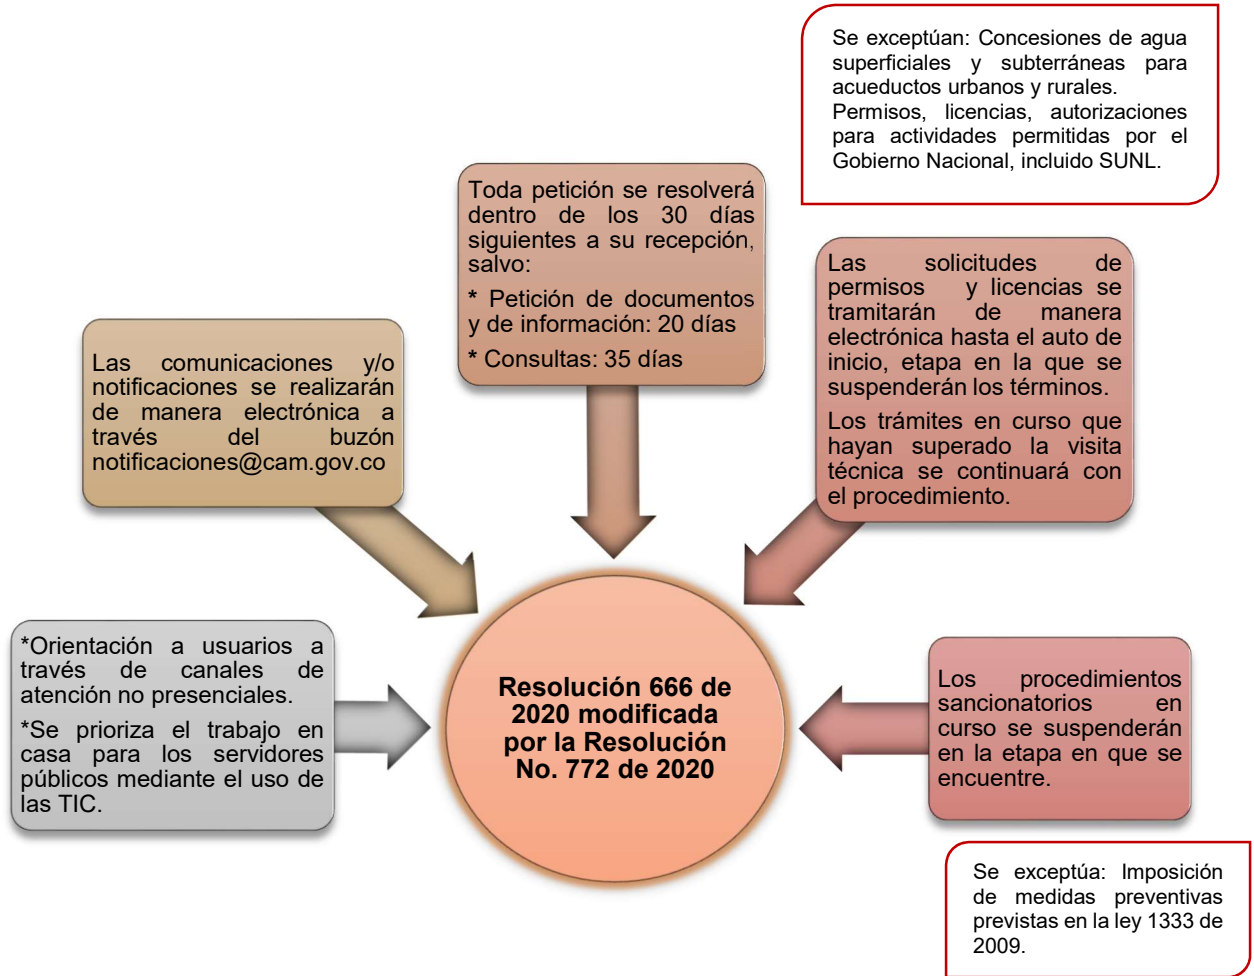 Se exceptúan: Concesiones de agua
superficiales y subterráneas para
acueductos urbanos y rurales.
Permisos, licencias, autorizaciones
para actividades permitidas por el
Gobierno Nacional, incluido SUNL.
Toda petición se resolverá
dentro de los 30 días
siguientes a su recepción,
salvo:
* Petición de documentos
y de información: 20 días
* Consultas: 35 días
Las solicitudes de
permisos y licencias se
tramitarán de manera
electrónica hasta el auto de
inicio, etapa en la que se
suspenderán los términos.
Los trámites en curso que
hayan superado la visita
técnica se continuará con
el procedimiento.
Las comunicaciones y/o
notificaciones se realizarán
de manera electrónica a
través del buzón
notificaciones@cam.gov.co
*Orientación a usuarios a
través de canales de
atención no presenciales.
*Se prioriza el trabajo en
casa para los servidores
públicos mediante el uso de
las TIC.
Resolución 666 de
2020 modificada
por la Resolución
No. 772 de 2020
Los procedimientos
sancionatorios en
curso se suspenderán
en la etapa en que se
encuentre.
Se exceptúa: Imposición
de medidas preventivas
previstas en la ley 1333 de
2009.